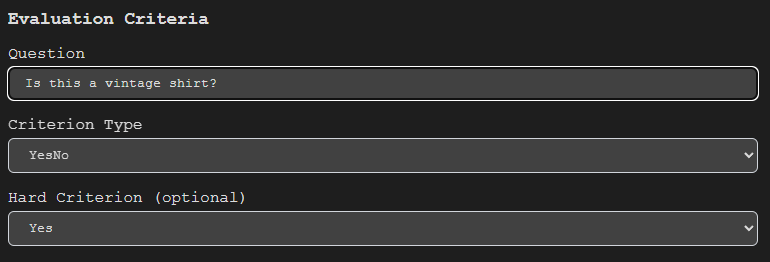 Evaluation Criteria
Question
Is this a vintage shirt?
Criterion Type
YesNo
Hard Criterion (optional)
Yes